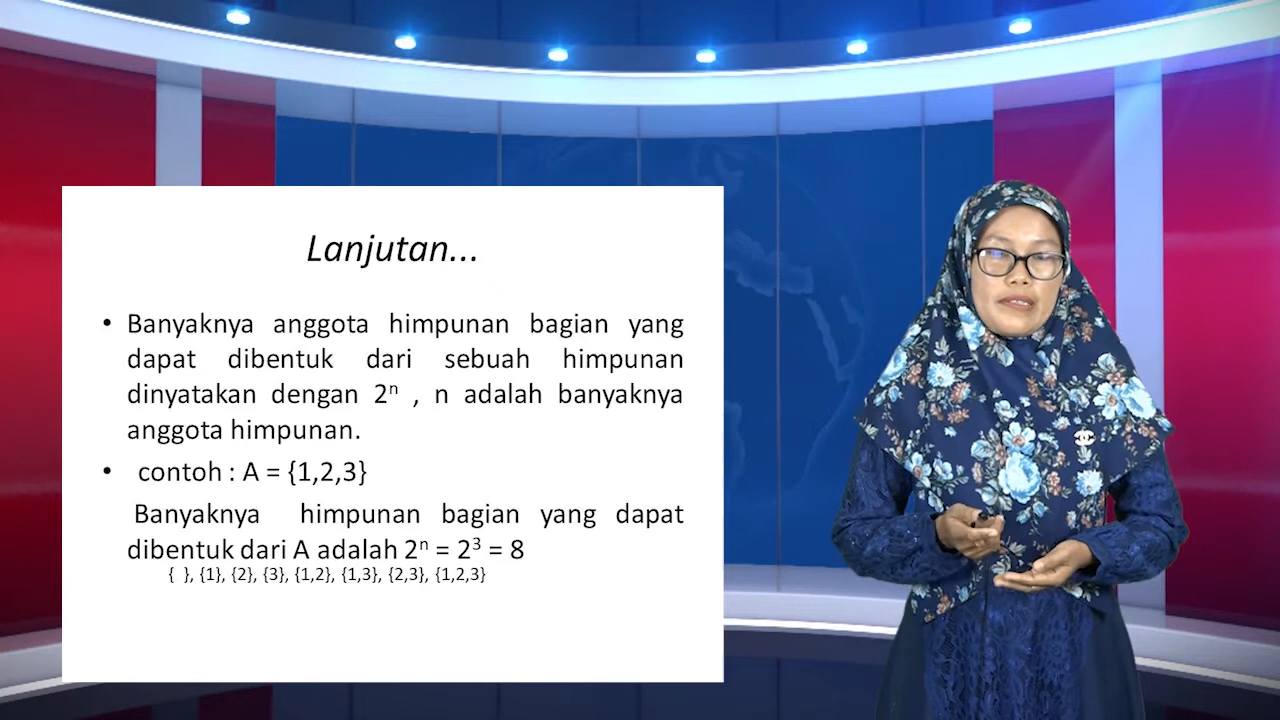 Lanjutan...
• Banyaknya anggota himpunan bagian yang
dapat dibentuk dari sebuah himpunan
dinyatakan dengan 2ⁿ , n adalah banyaknya
anggota himpunan.
• contoh : A = {1,2,3}
Banyaknya himpunan bagian yang dapat
dibentuk dari A adalah 2ⁿ = 2³ = 8
{ }, {1}, {2}, {3}, {1,2}, {1,3}, {2,3}, {1,2,3}